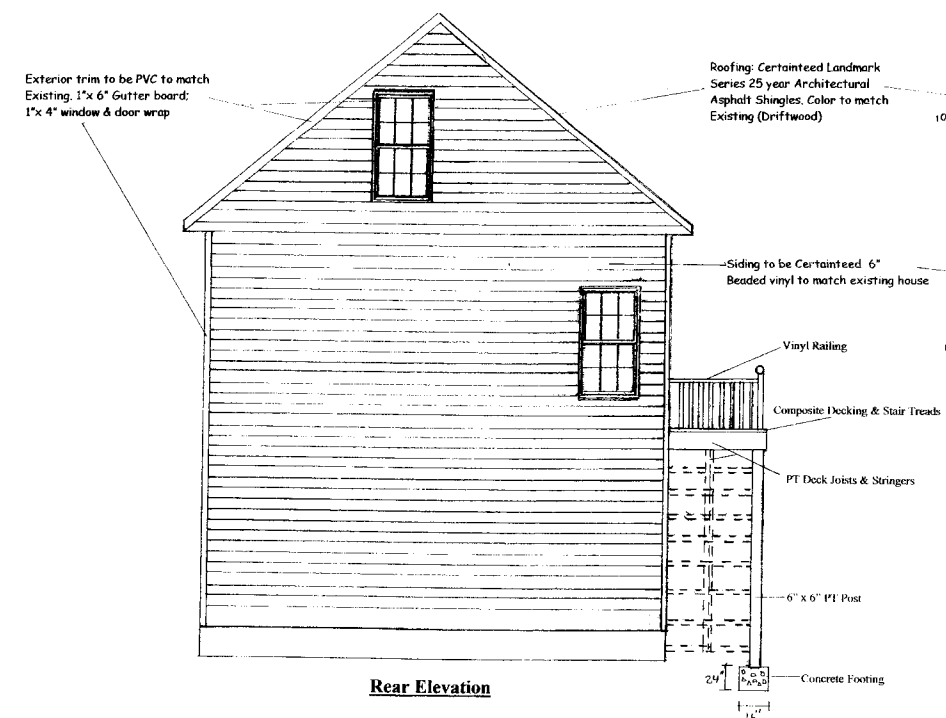 Exterior trim to be PVC to match
Existing, 1"x 6" Gutter board;
1"x 4" window & door wrap
Roofing: Certainteed Landmark
Series 25 year Architectural
Asphalt Shingles, Color to match
Existing (Driftwood)
Siding to be Certainteed 6"
Beaded vinyl to match existing house
Vinyl Railing
Composite Decking & Stair Treads
PT Deck Joists & Stringers
6" x 6" PT Post
24"
Concrete Footing
Rear Elevation